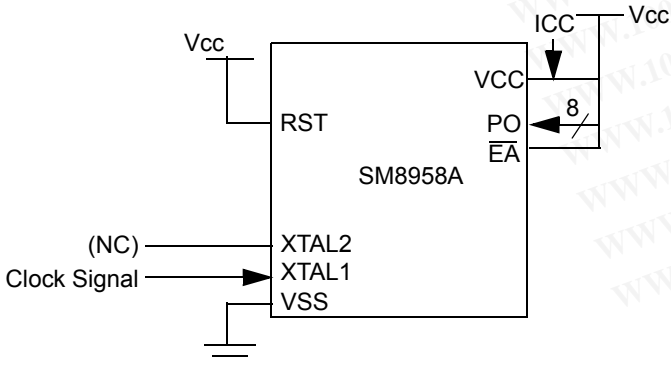 ICC
Vcc
Vcc
VCC
RST
PO
8
EA
SM8958A
(NC)
XTAL2
Clock Signal
XTAL1
VSS